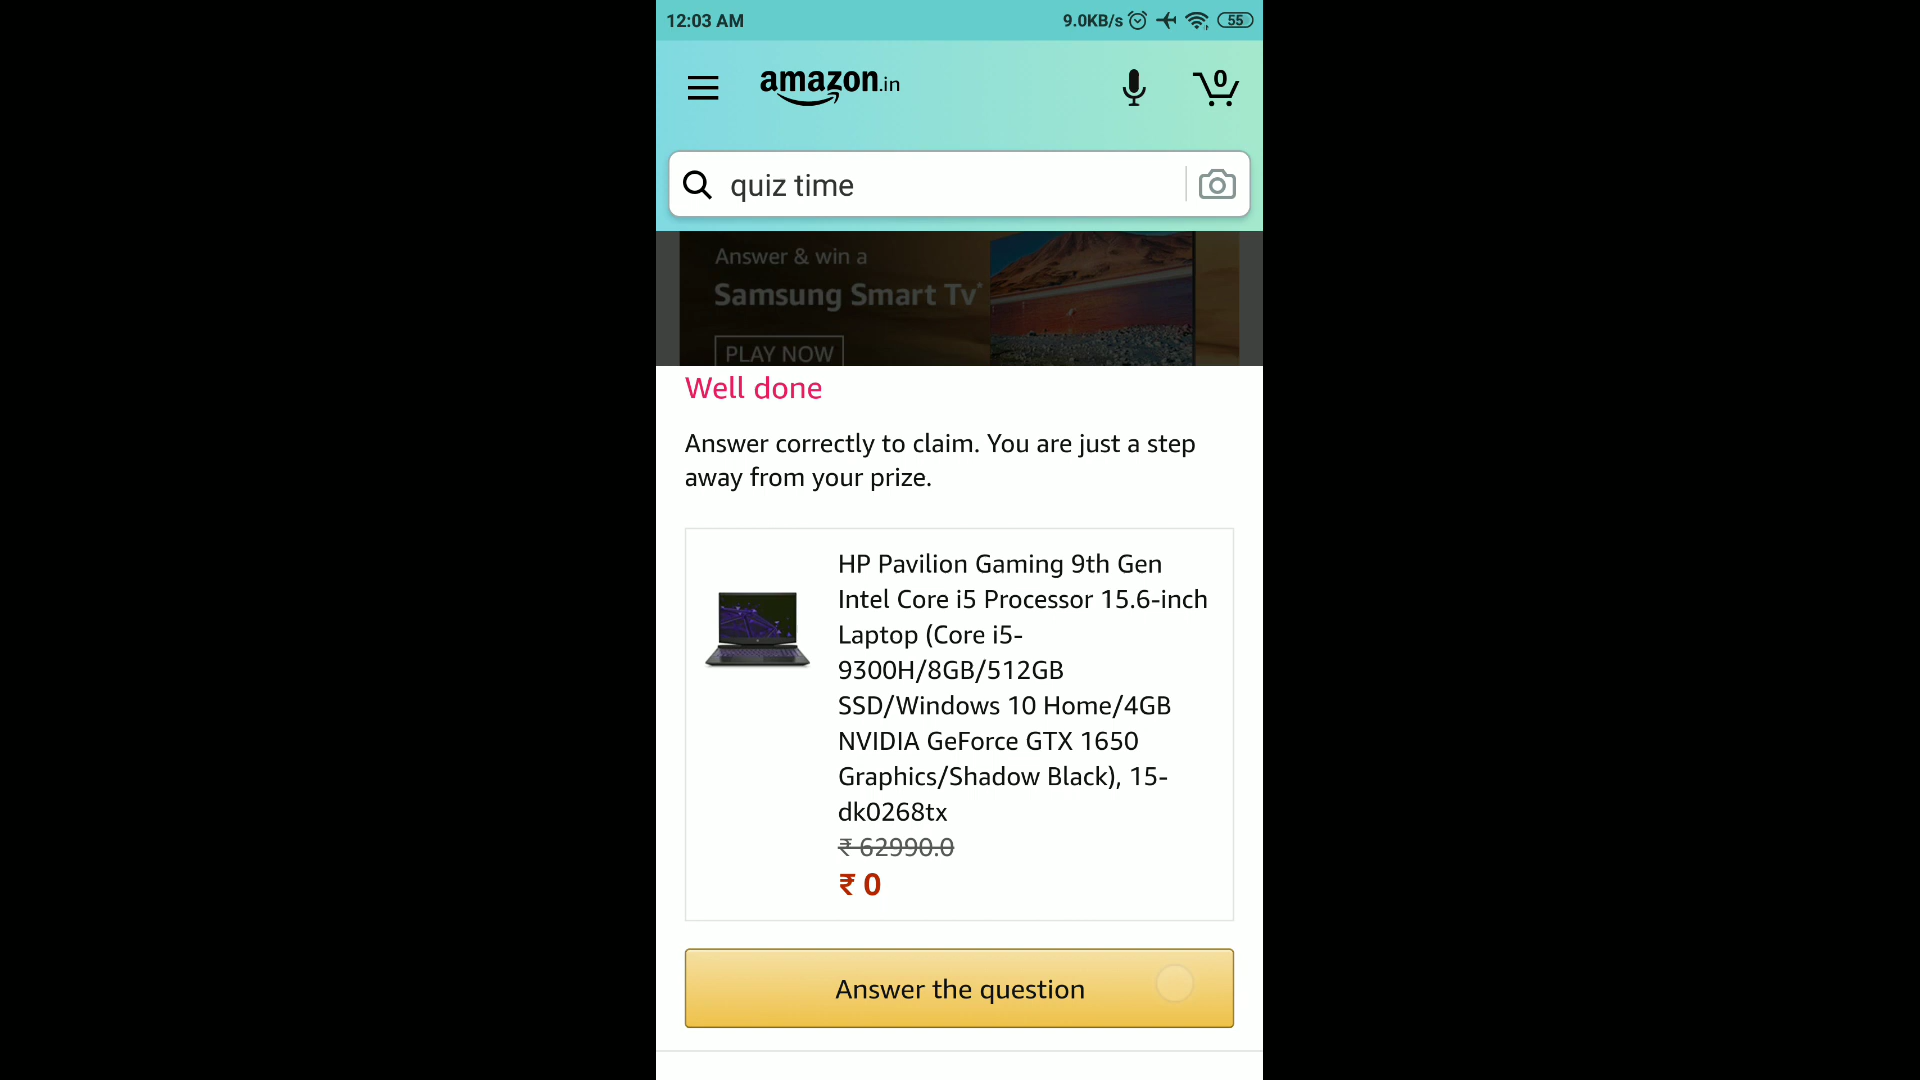 12:03 AM 9.0KB/s 55
amazon.in 0
quiz time
Answer & win a
Samsung Smart Tv*
PLAY NOW
Well done
Answer correctly to claim. You are just a step
away from your prize.
HP Pavilion Gaming 9th Gen
Intel Core i5 Processor 15.6-inch
Laptop (Core i5-
9300H/8GB/512GB
SSD/Windows 10 Home/4GB
NVIDIA GeForce GTX 1650
Graphics/Shadow Black), 15-
dk0268tx
₹ 62990.0
₹ 0
Answer the question